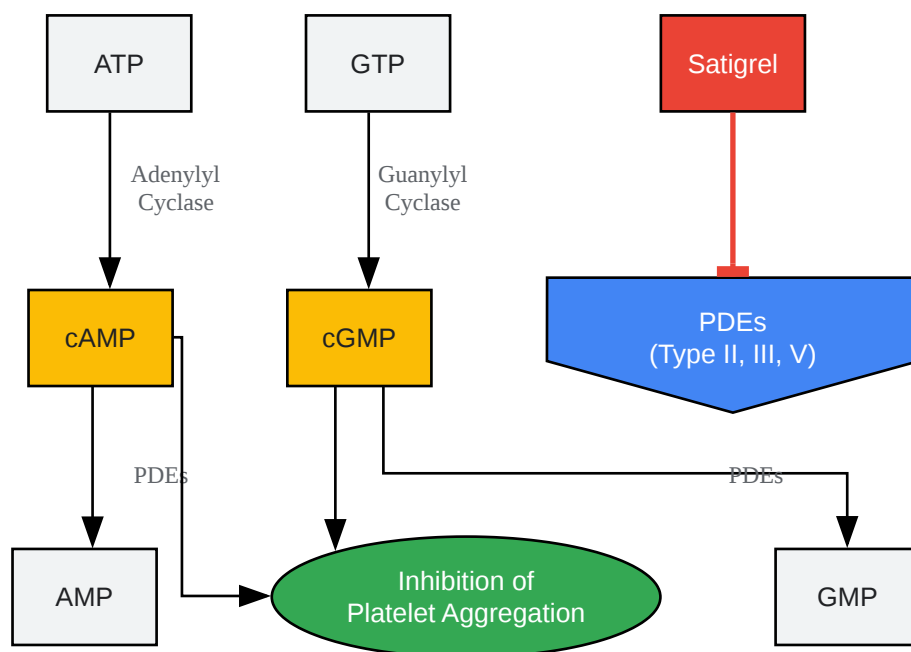 ATP
GTP
Satigrel
Adenylyl
Cyclase
Guanylyl
Cyclase
cAMP
cGMP
PDEs
(Type II, III, V)
PDEs
PDEs
AMP
Inhibition of
Platelet Aggregation
GMP